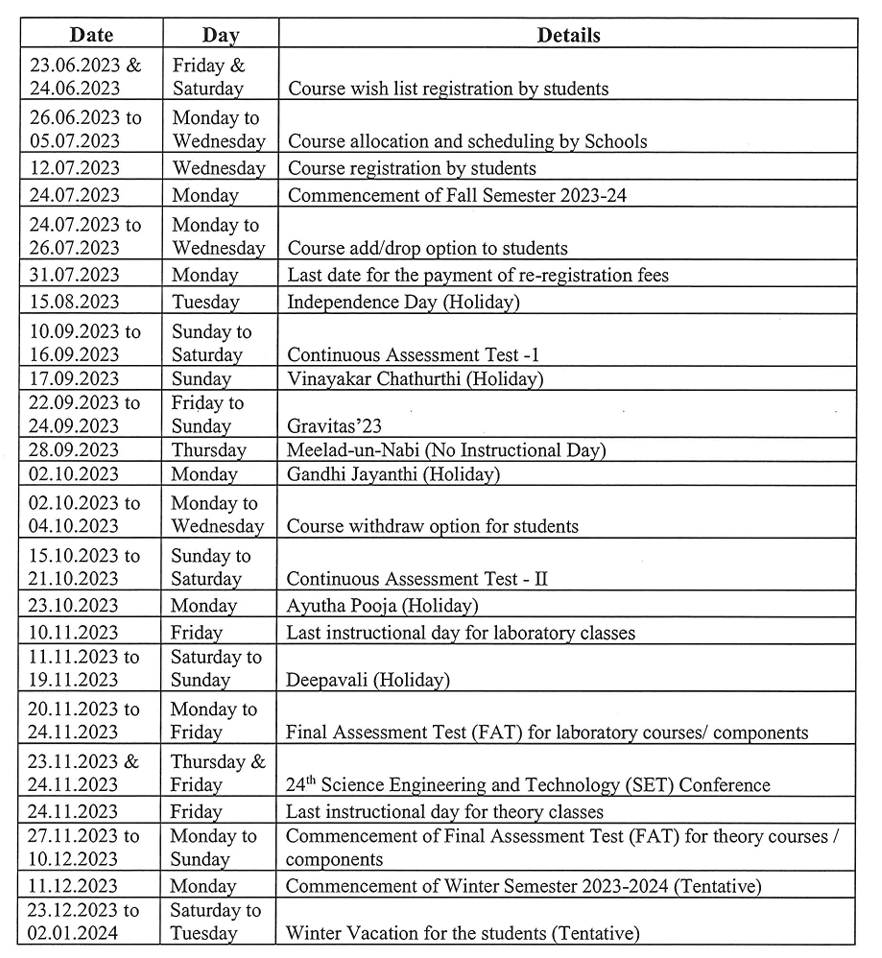 Date Day Details
23.06.2023 & Friday &
24.06.2023 Saturday Course wish list registration by students
26.06.2023 to Monday to
05.07.2023 Wednesday Course allocation and scheduling by Schools
12.07.2023 Wednesday Course registration by students
24.07.2023 Monday Commencement of Fall Semester 2023-24
24.07.2023 to Monday to
26.07.2023 Wednesday Course add/drop option to students
31.07.2023 Monday Last date for the payment of re-registration fees
15.08.2023 Tuesday Independence Day (Holiday)
10.09.2023 to Sunday to
16.09.2023 Saturday Continuous Assessment Test -1
17.09.2023 Sunday Vinayakar Chathurthi (Holiday)
22.09.2023 to Friday to
24.09.2023 Sunday Gravitas’23
28.09.2023 Thursday Meelad-un-Nabi (No Instructional Day)
02.10.2023 Monday Gandhi Jayanthi (Holiday)
02.10.2023 to Monday to
04.10.2023 Wednesday Course withdraw option for students
15.10.2023 to Sunday to
21.10.2023 Saturday Continuous Assessment Test - II
23.10.2023 Monday Ayutha Pooja (Holiday)
10.11.2023 Friday Last instructional day for laboratory classes
11.11.2023 to Saturday to
19.11.2023 Sunday Deepavali (Holiday)
20.11.2023 to Monday to
24.11.2023 Friday Final Assessment Test (FAT) for laboratory courses/ components
23.11.2023 & Thursday &
24.11.2023 Friday 24th Science Engineering and Technology (SET) Conference
24.11.2023 Friday Last instructional day for theory classes
27.11.2023 to Monday to Commencement of Final Assessment Test (FAT) for theory courses /
10.12.2023 Sunday components
11.12.2023 Monday Commencement of Winter Semester 2023-2024 (Tentative)
23.12.2023 to Saturday to
02.01.2024 Tuesday Winter Vacation for the students (Tentative)